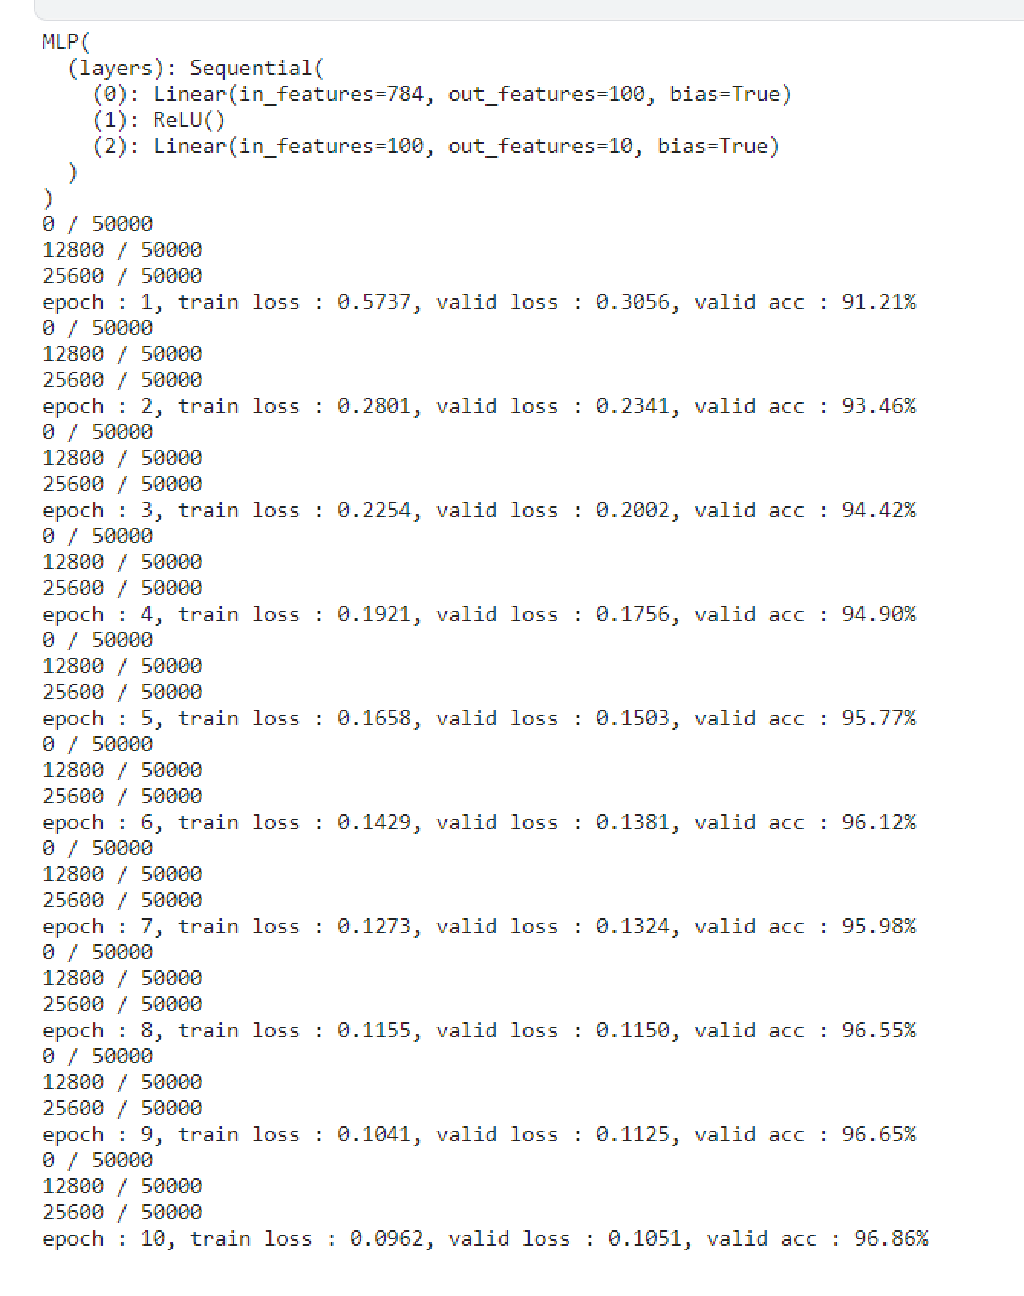 MLP(
  (layers): Sequential(
    (0): Linear(in_features=784, out_features=100, bias=True)
    (1): ReLU()
    (2): Linear(in_features=100, out_features=10, bias=True)
  )
)
0 / 50000
12800 / 50000
25600 / 50000
epoch : 1, train loss : 0.5737, valid loss : 0.3056, valid acc : 91.21%
0 / 50000
12800 / 50000
25600 / 50000
epoch : 2, train loss : 0.2801, valid loss : 0.2341, valid acc : 93.46%
0 / 50000
12800 / 50000
25600 / 50000
epoch : 3, train loss : 0.2254, valid loss : 0.2002, valid acc : 94.42%
0 / 50000
12800 / 50000
25600 / 50000
epoch : 4, train loss : 0.1921, valid loss : 0.1756, valid acc : 94.90%
0 / 50000
12800 / 50000
25600 / 50000
epoch : 5, train loss : 0.1658, valid loss : 0.1503, valid acc : 95.77%
0 / 50000
12800 / 50000
25600 / 50000
epoch : 6, train loss : 0.1429, valid loss : 0.1381, valid acc : 96.12%
0 / 50000
12800 / 50000
25600 / 50000
epoch : 7, train loss : 0.1273, valid loss : 0.1324, valid acc : 95.98%
0 / 50000
12800 / 50000
25600 / 50000
epoch : 8, train loss : 0.1155, valid loss : 0.1150, valid acc : 96.55%
0 / 50000
12800 / 50000
25600 / 50000
epoch : 9, train loss : 0.1041, valid loss : 0.1125, valid acc : 96.65%
0 / 50000
12800 / 50000
25600 / 50000
epoch : 10, train loss : 0.0962, valid loss : 0.1051, valid acc : 96.86%